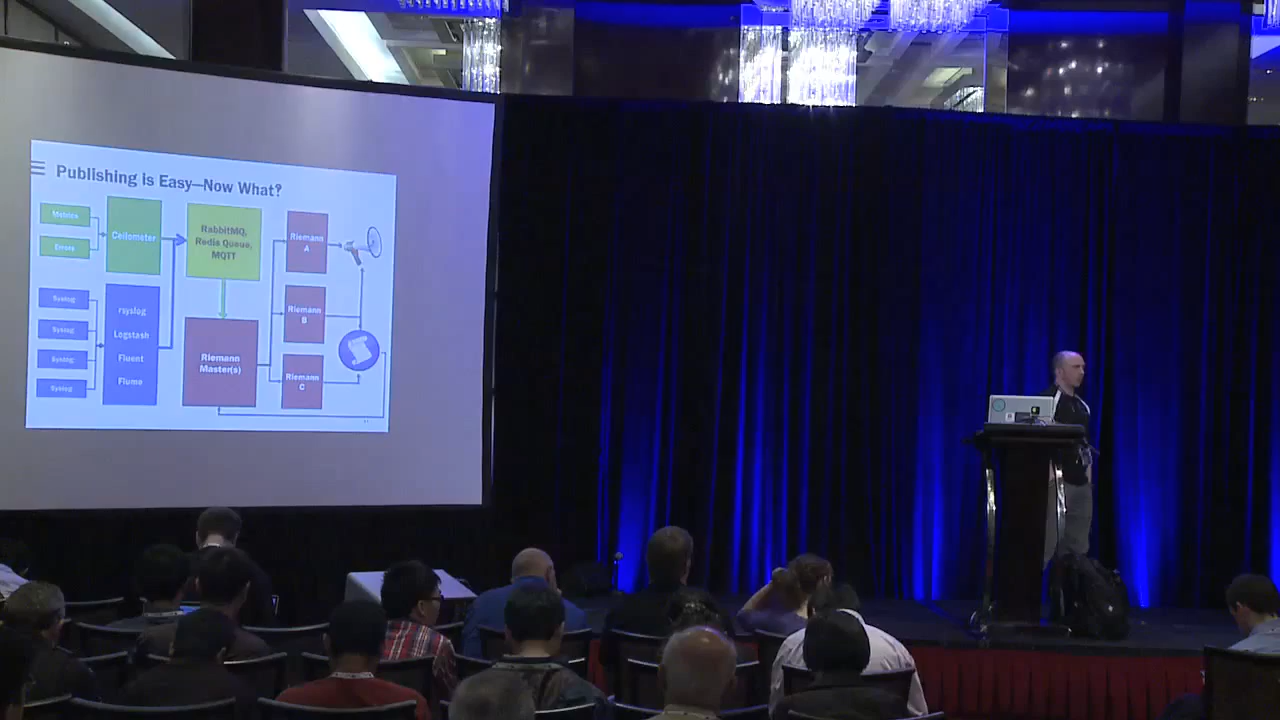 Publishing is Easy—Now What?
Metrics
Errors
Ceilometer
RabbitMQ,
Redis Queue,
MQTT
Riemann
A
Syslog
Syslog
Syslog
Syslog
rsyslog
Logstash
Fluent
Flume
Riemann
Master(s)
Riemann
B
Riemann
C